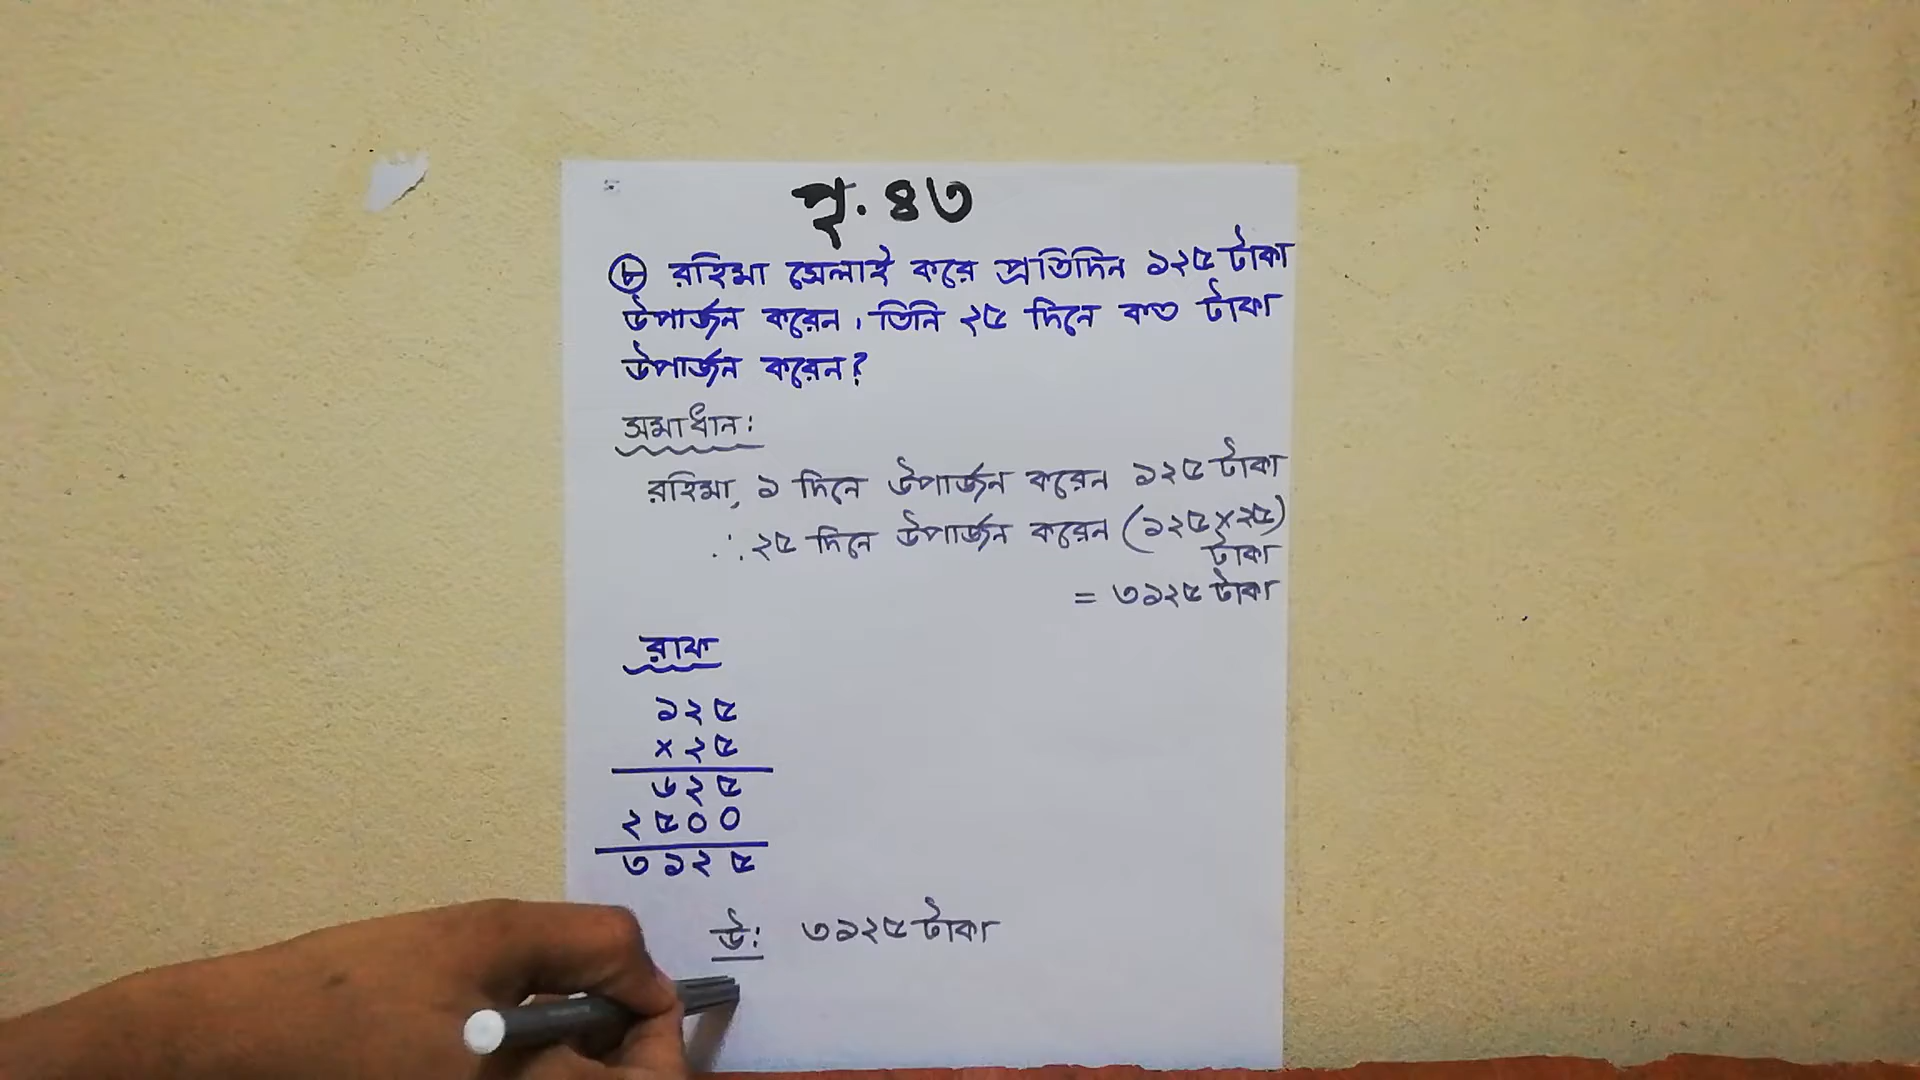 পৃ. ৪৩
৮ রহিমা সেলাই করে প্রতিদিন ১২৫ টাকা
উপার্জন করেন। তিনি ২৫ দিনে কত টাকা
উপার্জন করেন?
সমাধান:
রহিমা, ১ দিনে উপার্জন করেন ১২৫ টাকা
∴ ২৫ দিনে উপার্জন করেন (১২৫×২৫)
টাকা
= ৩১২৫ টাকা
রাফ
১২৫
×২৫
৬২৫
২৫০০
৩১২৫
উ: ৩১২৫ টাকা